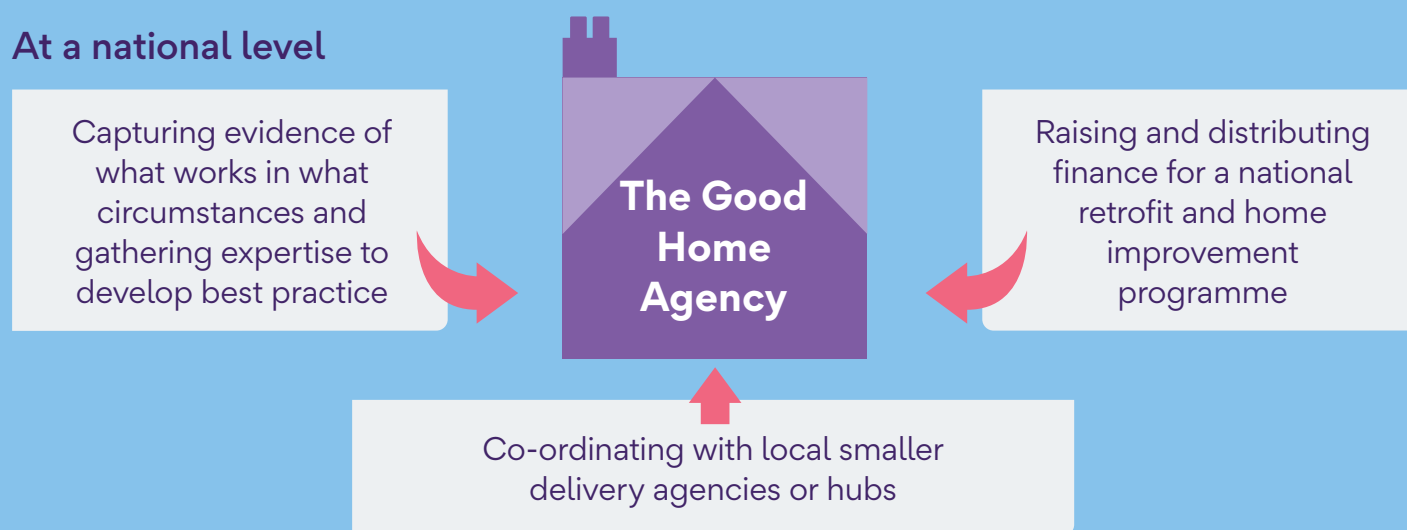 At a national level
Capturing evidence of
what works in what
circumstances and
gathering expertise to
develop best practice
The Good
Home
Agency
Raising and distributing
finance for a national
retrofit and home
improvement
programme
Co-ordinating with local smaller
delivery agencies or hubs